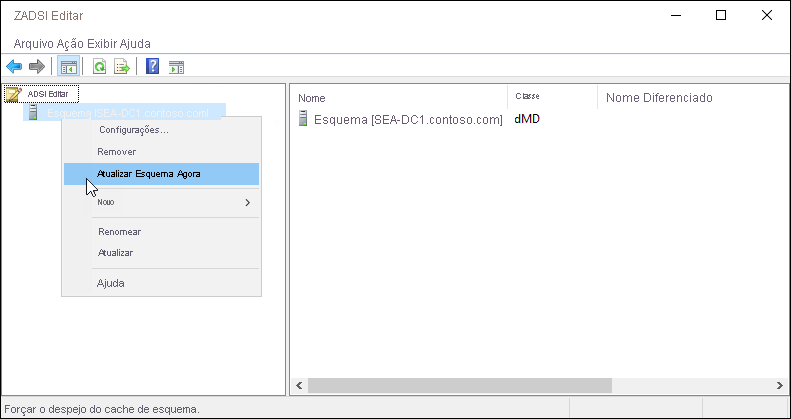 ZADSI Editar
Arquivo Ação Exibir Ajuda
ADSI Editar
Esquema [SEA-DC1.contoso.com]
Configurações...
Remover
Atualizar Esquema Agora
Novo
Renomear
Atualizar
Ajuda
Nome Classe Nome Diferenciado
Esquema [SEA-DC1.contoso.com] dMD
Forçar o despejo do cache de esquema.